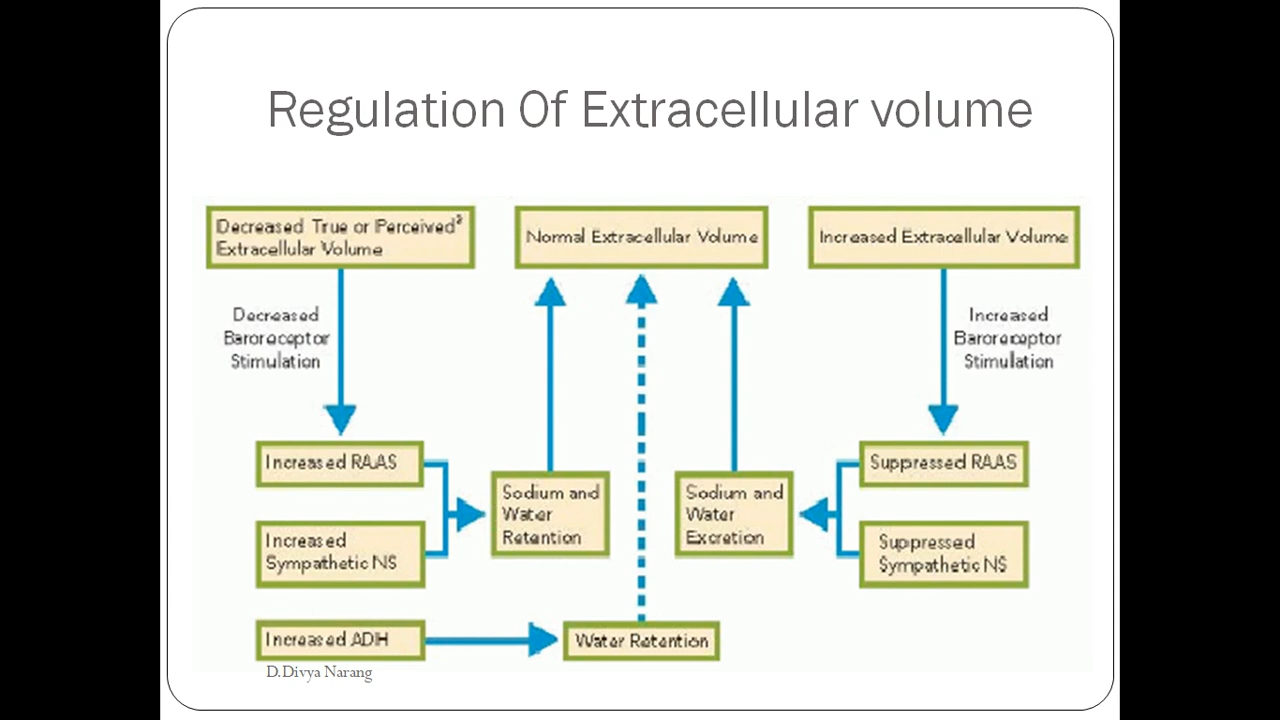 Regulation Of Extracellular volume
Decreased True or Perceived²
Extracellular Volume
Normal Extracellular Volume
Increased Extracellular Volume
Decreased
Baroreceptor
Stimulation
Increased
Baroreceptor
Stimulation
Increased RAAS
Suppressed RAAS
Sodium and
Water
Retention
Sodium and
Water
Excretion
Increased
Sympathetic NS
Suppressed
Sympathetic NS
Increased ADH
Water Retention
D.Divya Narang